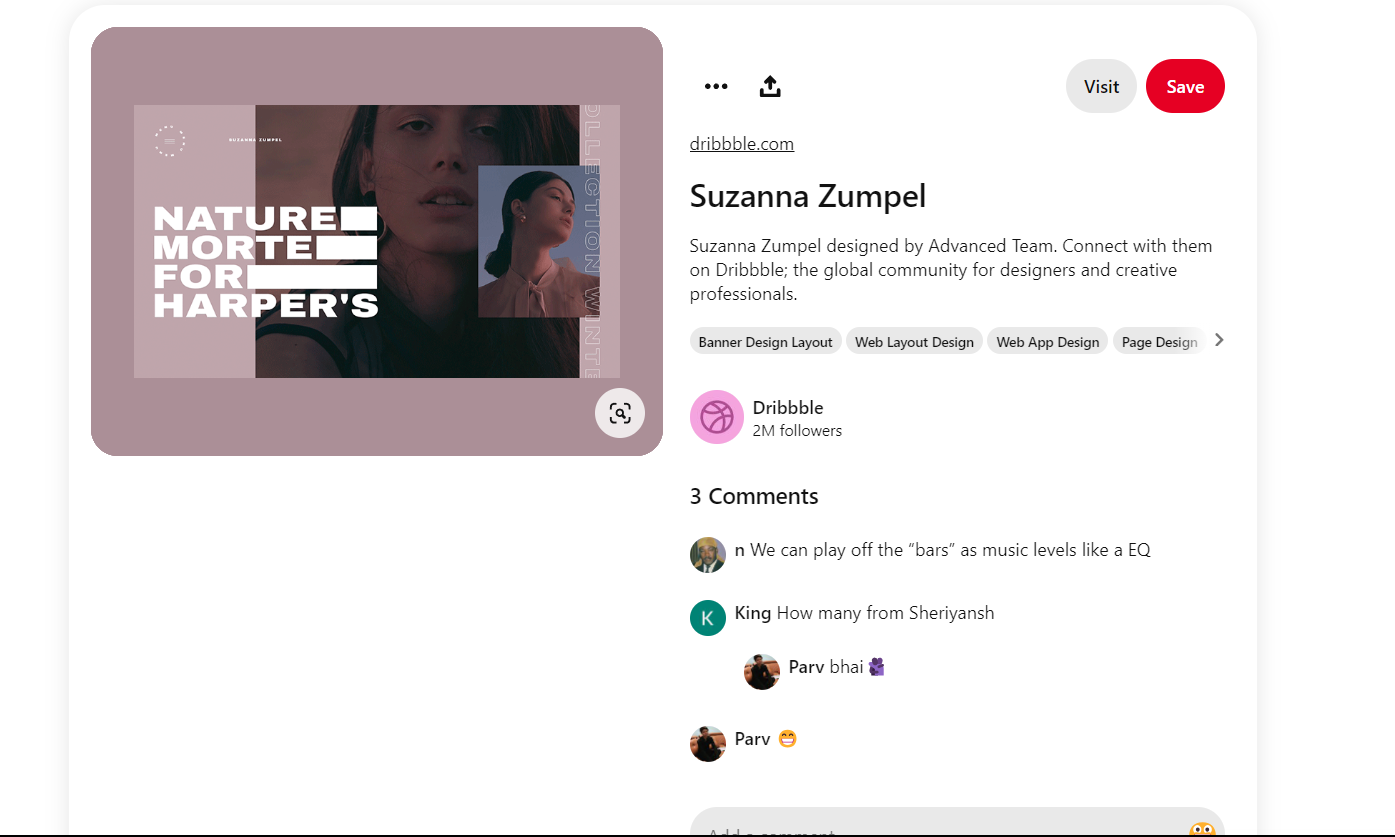 SUZANNA ZUMPEL
NATURE
MORTE
FOR
HARPER'S
OLLECTION WINTE
Visit
Save
dribbble.com
Suzanna Zumpel
Suzanna Zumpel designed by Advanced Team. Connect with them
on Dribbble; the global community for designers and creative
professionals.
Banner Design Layout
Web Layout Design
Web App Design
Page Design
Dribbble
2M followers
3 Comments
n We can play off the “bars” as music levels like a EQ
K
King How many from Sheriyansh
Parv bhai 🫂
Parv 😁
Add a comment